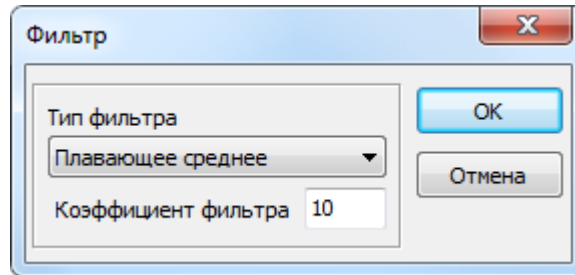 Фильтр
Тип фильтра
Плавающее среднее
Коэффициент фильтра 10
OK
Отмена